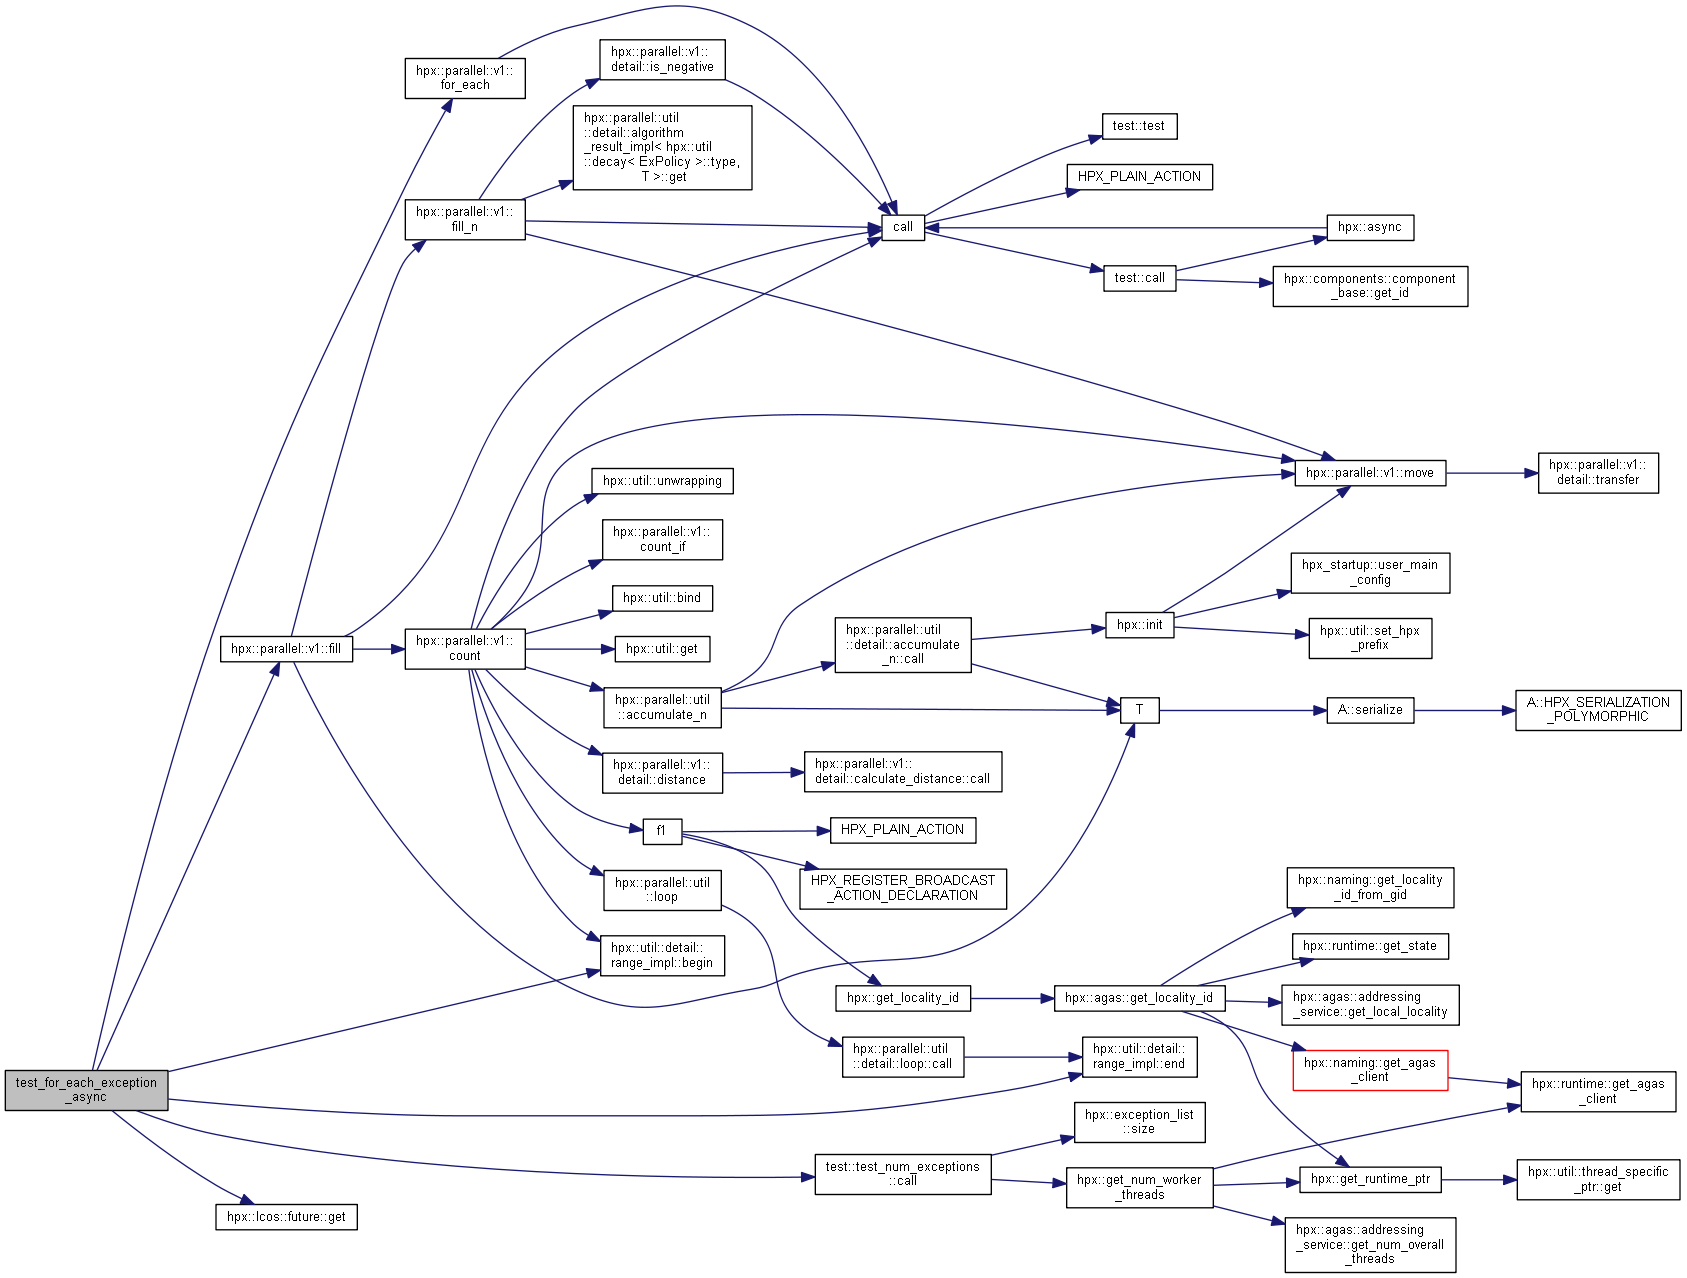 hpx::parallel::v1::
for_each
hpx::parallel::v1::
detail::is_negative
hpx::parallel::util
::detail::algorithm
_result_impl< hpx::util
::decay< ExPolicy >::type,
T >::get
hpx::parallel::v1::
fill_n
call
test::test
HPX_PLAIN_ACTION
hpx::async
test::call
hpx::components::component
_base::get_id
hpx::util::unwrapping
hpx::parallel::v1::
count_if
hpx::util::bind
hpx::util::get
hpx::parallel::v1::fill
hpx::parallel::v1::
count
hpx::parallel::util
::accumulate_n
hpx::parallel::v1::
detail::distance
f1
hpx::parallel::util
::loop
hpx::util::detail::
range_impl::begin
hpx::parallel::v1::move
hpx::parallel::v1::
detail::transfer
hpx_startup::user_main
_config
hpx::parallel::util
::detail::accumulate
_n::call
hpx::init
hpx::util::set_hpx
_prefix
T
A::serialize
A::HPX_SERIALIZATION
_POLYMORPHIC
hpx::parallel::v1::
detail::calculate_distance::call
HPX_PLAIN_ACTION
HPX_REGISTER_BROADCAST
_ACTION_DECLARATION
hpx::get_locality_id
hpx::agas::get_locality_id
hpx::naming::get_locality
_id_from_gid
hpx::runtime::get_state
hpx::agas::addressing
_service::get_local_locality
hpx::naming::get_agas
_client
hpx::runtime::get_agas
_client
hpx::parallel::util
::detail::loop::call
hpx::util::detail::
range_impl::end
test_for_each_exception
_async
hpx::lcos::future::get
test::test_num_exceptions
::call
hpx::exception_list
::size
hpx::get_num_worker
_threads
hpx::get_runtime_ptr
hpx::util::thread_specific
_ptr::get
hpx::agas::addressing
_service::get_num_overall
_threads